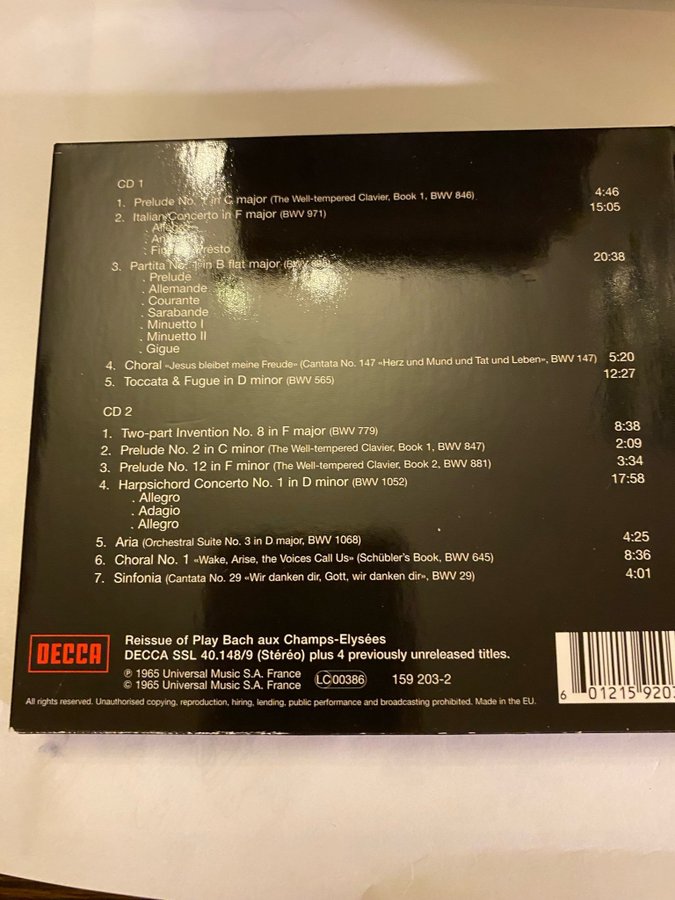 CD 1
1. Prelude No. 1 in C major (The Well-tempered Clavier, Book 1, BWV 846) 4:46
2. Italian Concerto in F major (BWV 971) 15:05
3. Partita No. 1 in B flat major 20:38
. Prelude
. Allemande
. Courante
. Sarabande
. Minuetto I
. Minuetto II
. Gigue
4. Choral «Jesus bleibet meine Freude» (Cantata No. 147 «Herz und Mund und Tat und Leben», BWV 147) 5:20
5. Toccata & Fugue in D minor (BWV 565) 12:27
CD 2
1. Two-part Invention No. 8 in F major (BWV 779) 8:38
2. Prelude No. 2 in C minor (The Well-tempered Clavier, Book 1, BWV 847) 2:09
3. Prelude No. 12 in F minor (The Well-tempered Clavier, Book 2, BWV 881) 3:34
4. Harpsichord Concerto No. 1 in D minor (BWV 1052) 17:58
. Allegro
. Adagio
. Allegro
5. Aria (Orchestral Suite No. 3 in D major, BWV 1068) 4:25
6. Choral No. 1 «Wake, Arise, the Voices Call Us» (Schübler's Book, BWV 645) 8:36
7. Sinfonia (Cantata No. 29 «Wir danken dir, Gott, wir danken dir», BWV 29) 4:01
DECCA
Reissue of Play Bach aux Champs-Elysées
DECCA SSL 40.148/9 (Stéréo) plus 4 previously unreleased titles.
℗ 1965 Universal Music S.A. France
© 1965 Universal Music S.A. France LC 00386 159 203-2
All rights reserved. Unauthorised copying, reproduction, hiring, lending, public performance and broadcasting prohibited. Made in the EU.
6 01215 9203